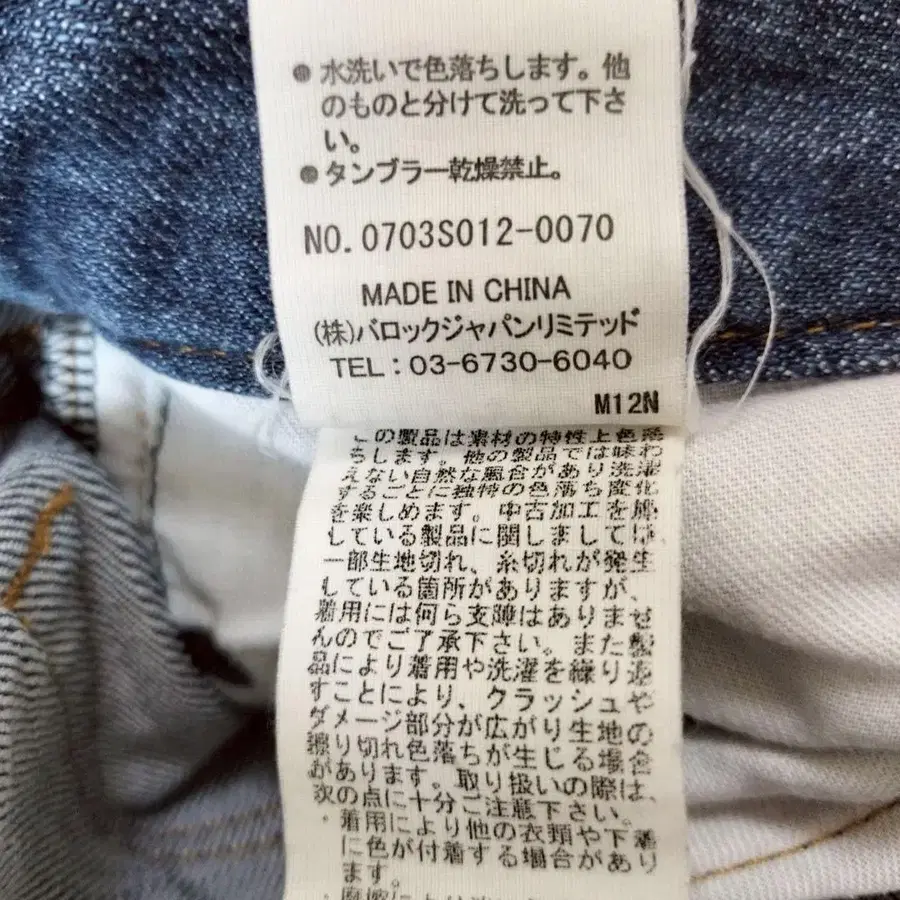 ●水洗いで色落ちします。他
のものと分けて洗って下さ
い。
●タンブラー乾燥禁止。
NO. 0703S012-0070
MADE IN CHINA
(株)バロックジャパンリミテッド
TEL：03-6730-6040
M12N
この製品は素材の特性上色落
ちします。他の製品では味わ
えない自然な風合があり洗濯
するごとに独特の色落ち変化
を楽しめます。中古加工を施
している製品に関しましては、
一部生地切れ、糸切れが発生
している箇所がありますが、
着用には何ら支障はありませ
んのでご了承下さい。また製
品により着用や洗濯を繰り返
すことにより、クラッシュや
ダメージ部分が広がり生地の
擦り切れ色落ちが生じる場合
があります。取り扱いの際は、
次の点に十分ご注意下さい。
・着用により他の衣類や下着
に色が付着する場合があり
ます。